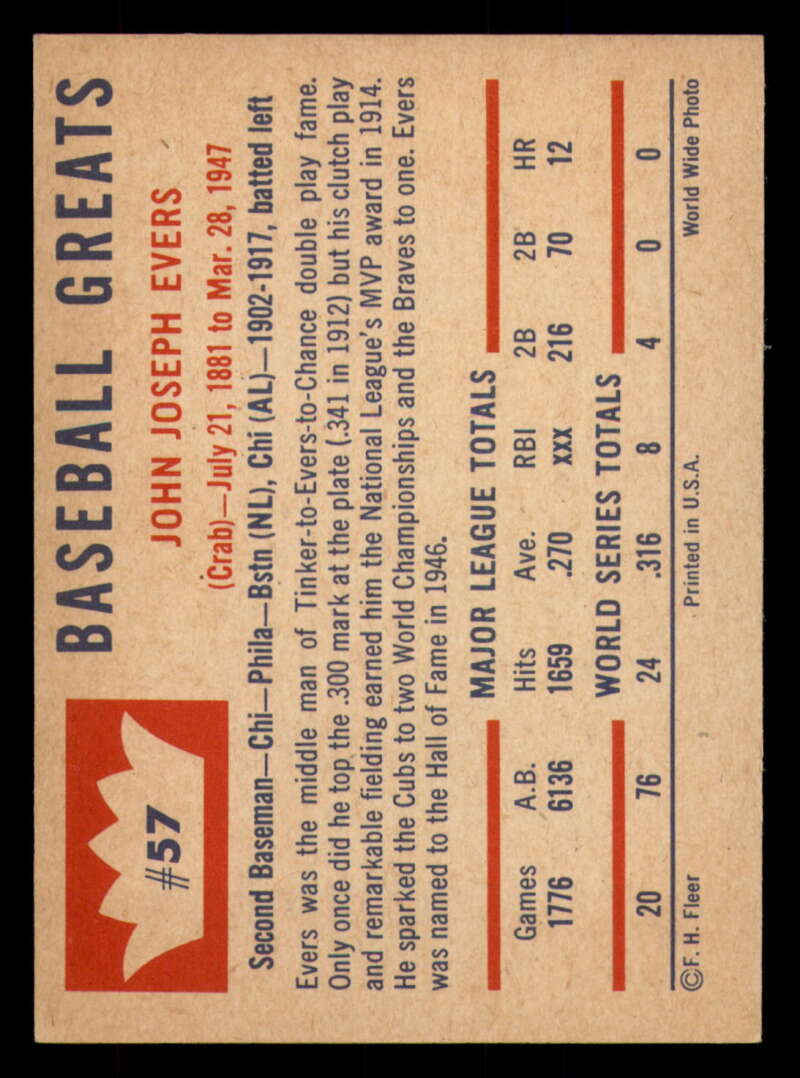 #57
BASEBALL GREATS
JOHN JOSEPH EVERS
(Crab)—July 21, 1881 to Mar. 28, 1947
Second Baseman—Chi—Phila—Bstn (NL), Chi (AL)—1902-1917, batted left
Evers was the middle man of Tinker-to-Evers-to-Chance double play fame.
Only once did he top the .300 mark at the plate (.341 in 1912) but his clutch play
and remarkable fielding earned him the National League's MVP award in 1914.
He sparked the Cubs to two World Championships and the Braves to one. Evers
was named to the Hall of Fame in 1946.
MAJOR LEAGUE TOTALS
Games A.B. Hits Ave. RBI 2B 2B HR
1776 6136 1659 .270 xxx 216 70 12
WORLD SERIES TOTALS
20 76 24 .316 8 4 0 0
©F. H. Fleer Printed in U.S.A. World Wide Photo